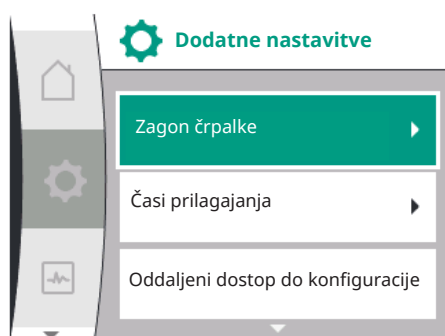 Dodatne nastavitve
Zagon črpalke
Časi prilagajanja
Oddaljeni dostop do konfiguracije